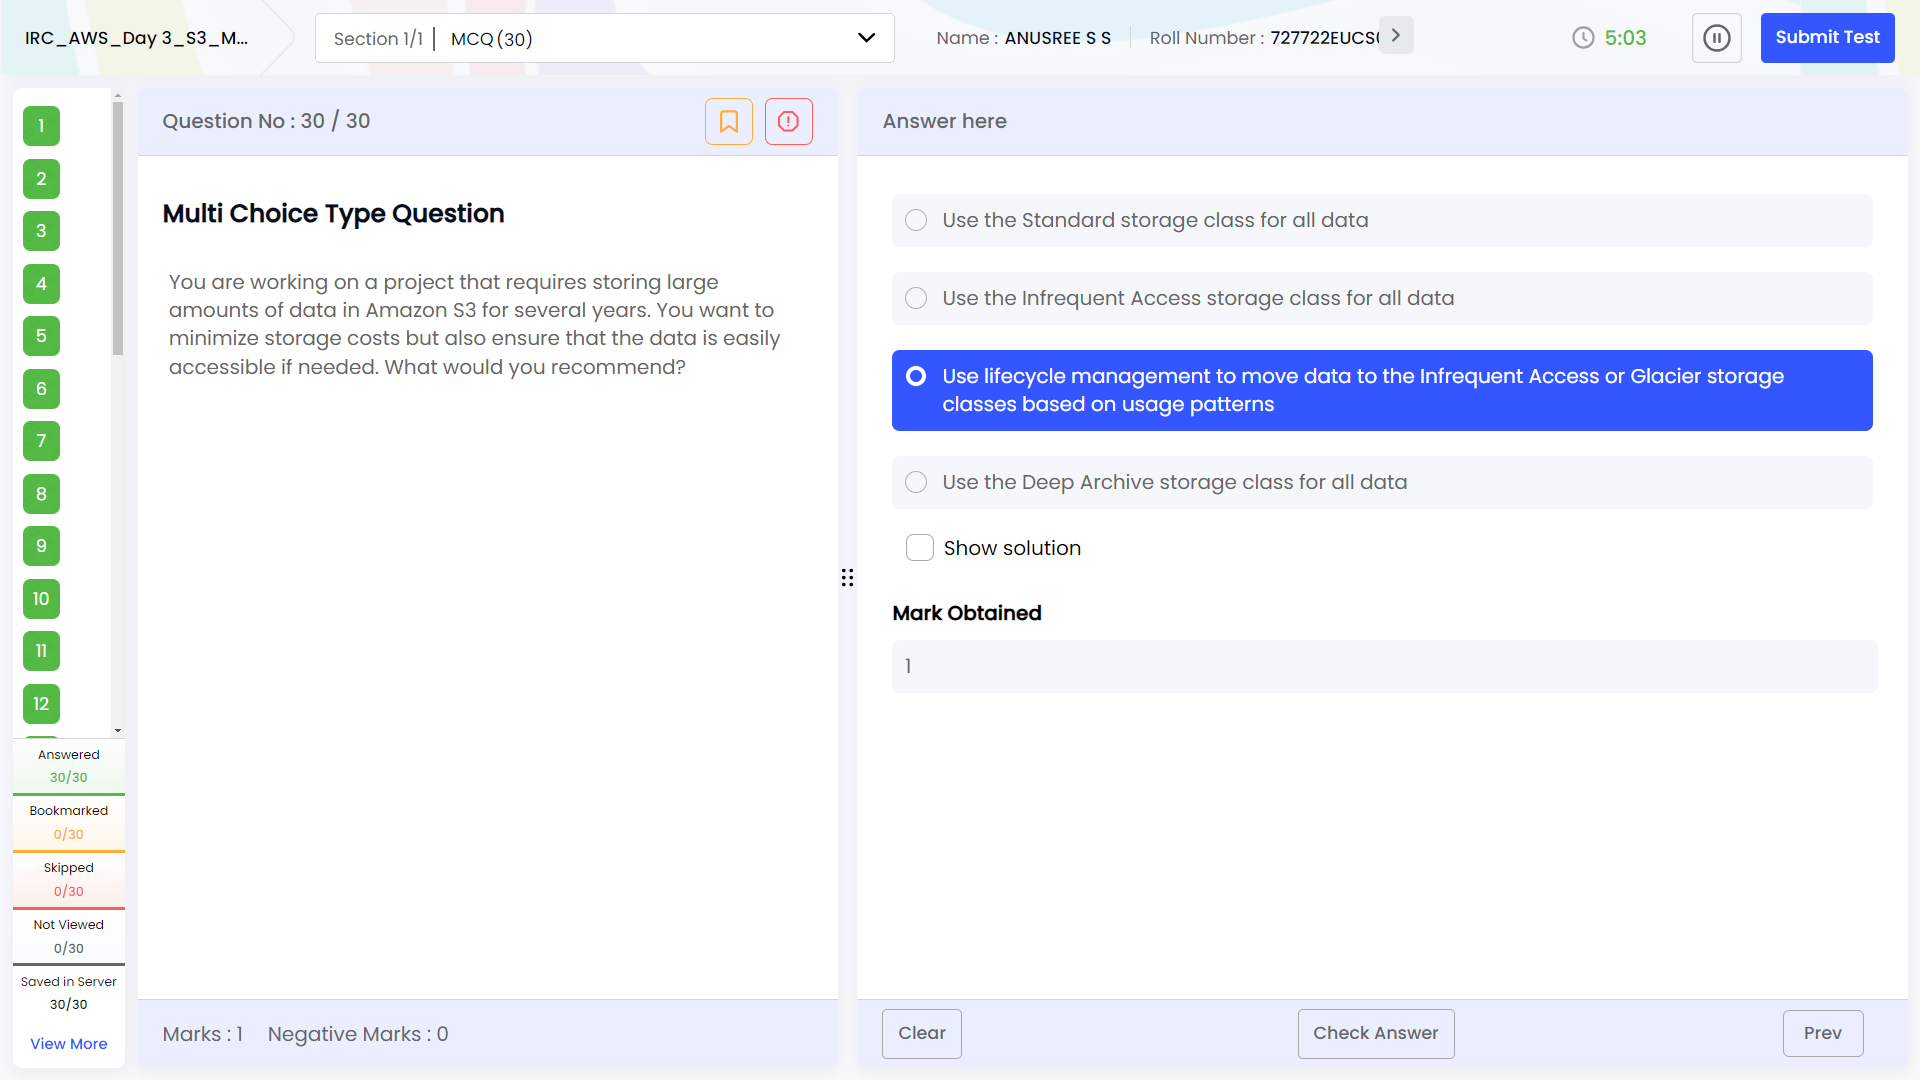 IRC_AWS_Day 3_S3_M...
Section 1/1 | MCQ (30)
Name : ANUSREE S S
Roll Number : 727722EUCS
5:03
Submit Test
1
2
3
4
5
6
7
8
9
10
11
12
Answered
30/30
Bookmarked
0/30
Skipped
0/30
Not Viewed
0/30
Saved in Server
30/30
View More
Question No : 30 / 30
Multi Choice Type Question
You are working on a project that requires storing large
amounts of data in Amazon S3 for several years. You want to
minimize storage costs but also ensure that the data is easily
accessible if needed. What would you recommend?
Marks : 1 Negative Marks : 0
Answer here
Use the Standard storage class for all data
Use the Infrequent Access storage class for all data
Use lifecycle management to move data to the Infrequent Access or Glacier storage
classes based on usage patterns
Use the Deep Archive storage class for all data
Show solution
Mark Obtained
1
Clear
Check Answer
Prev